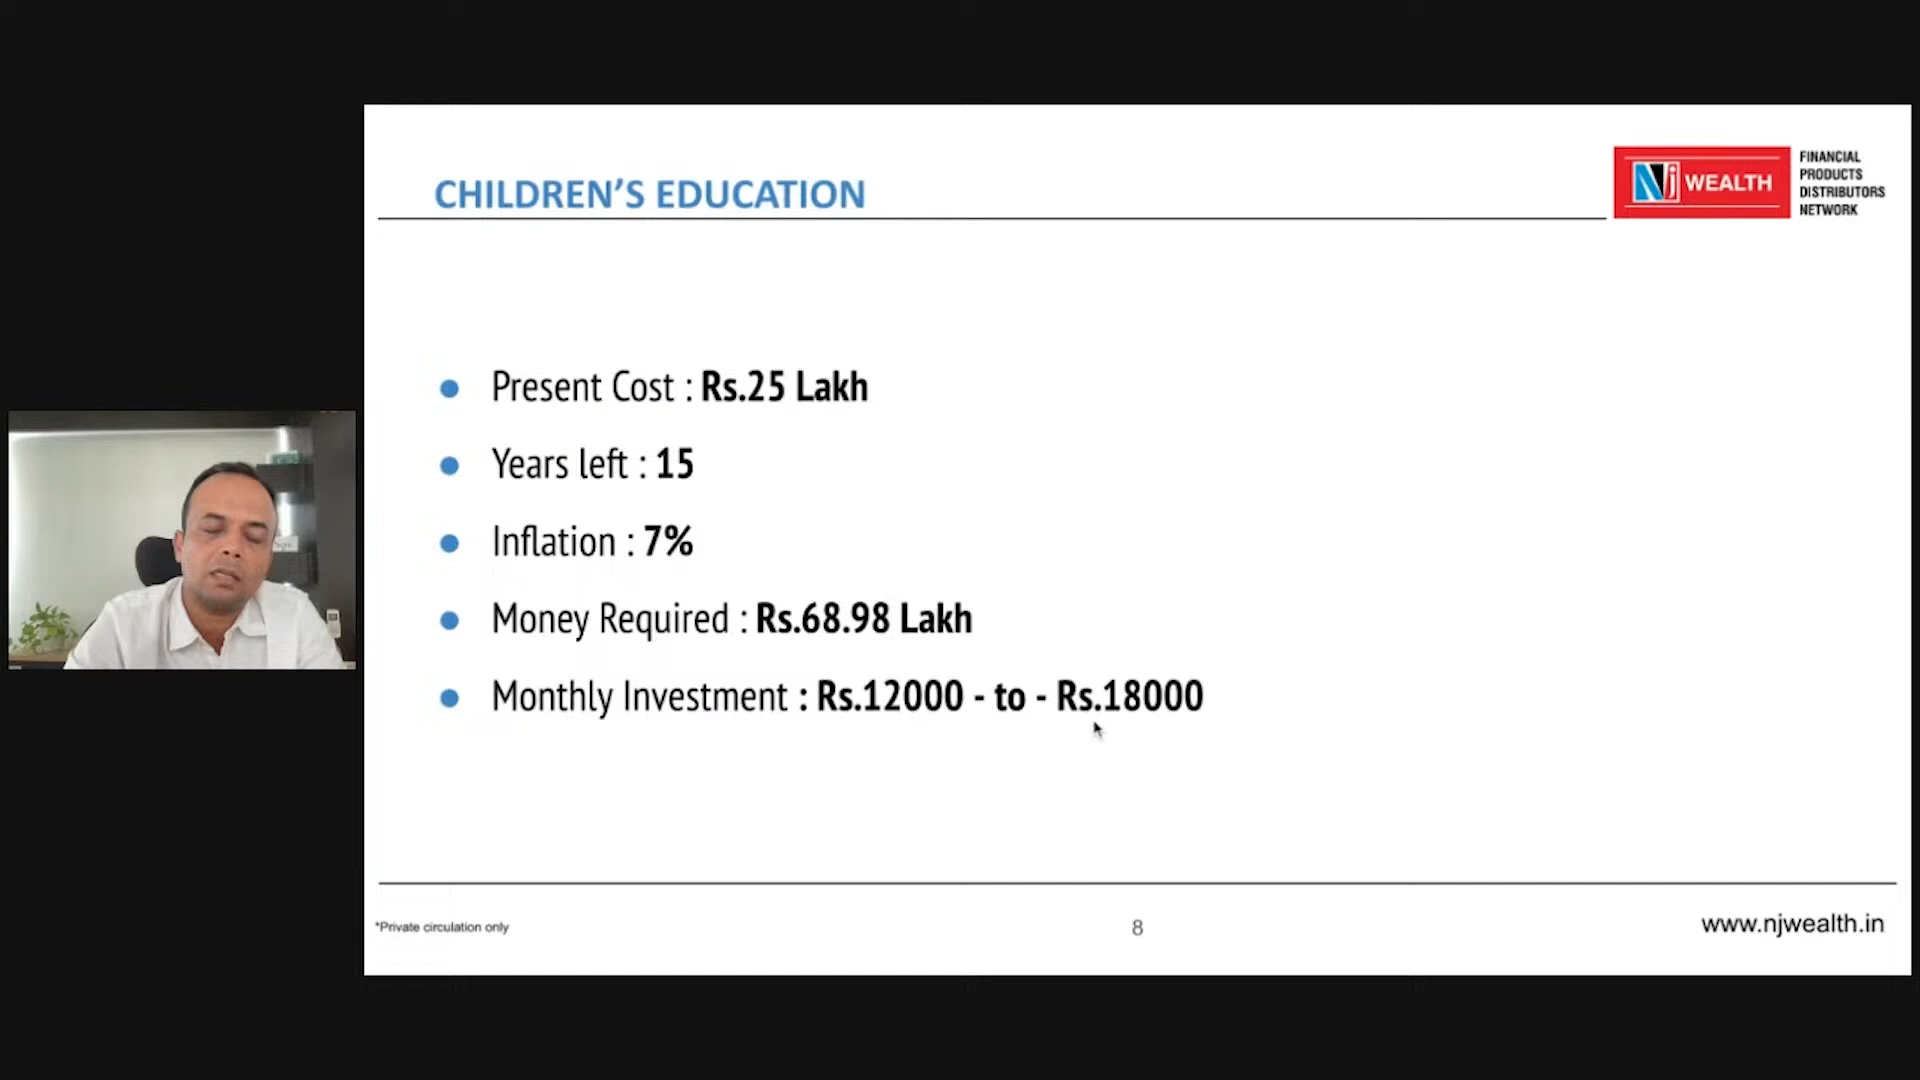 CHILDREN’S EDUCATION
Nj WEALTH
FINANCIAL
PRODUCTS
DISTRIBUTORS
NETWORK
Present Cost : Rs.25 Lakh
Years left : 15
Inflation : 7%
Money Required : Rs.68.98 Lakh
Monthly Investment : Rs.12000 - to - Rs.18000
*Private circulation only
8
www.njwealth.in